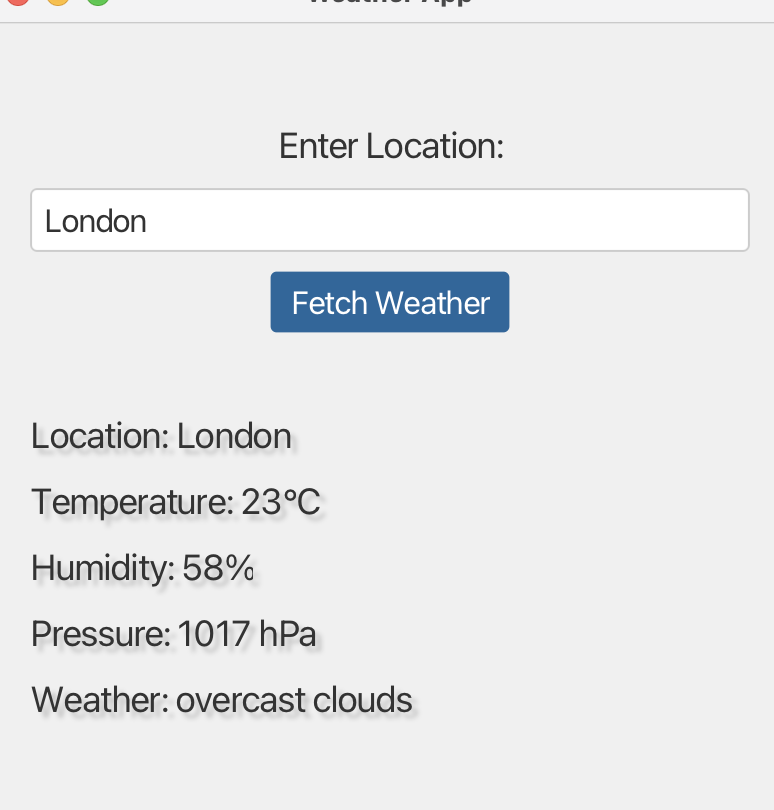 Weather App
Enter Location:
London
Fetch Weather
Location: London
Temperature: 23°C
Humidity: 58%
Pressure: 1017 hPa
Weather: overcast clouds